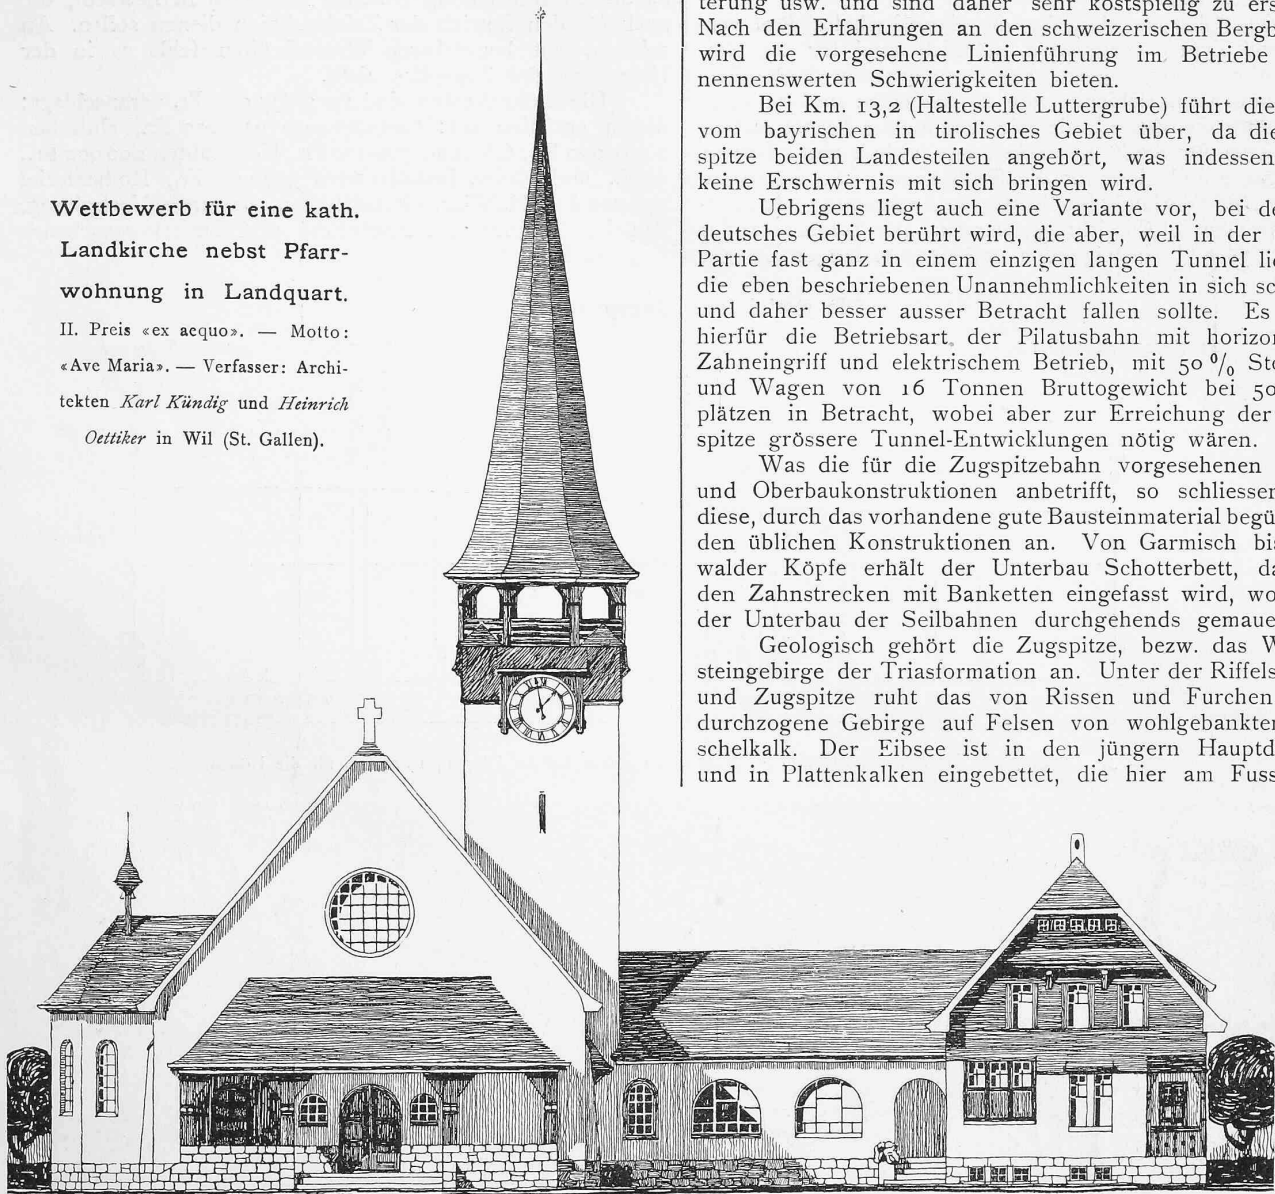 Wettbewerb für eine kath.
Landkirche nebst Pfarr-
wohnung in Landquart.
II. Preis «ex aequo». — Motto:
«Ave Maria». — Verfasser: Archi-
tekten Karl Kündig und Heinrich
Oettiker in Wil (St. Gallen).
terung usw. und sind daher sehr kostspielig zu ers
Nach den Erfahrungen an den schweizerischen Bergb
wird die vorgesehene Linienführung im Betriebe
nennenswerten Schwierigkeiten bieten.
Bei Km. 13,2 (Haltestelle Luttergrube) führt die
vom bayrischen in tirolisches Gebiet über, da die
spitze beiden Landesteilen angehört, was indessen
keine Erschwernis mit sich bringen wird.
Uebrigens liegt auch eine Variante vor, bei de
deutsches Gebiet berührt wird, die aber, weil in der
Partie fast ganz in einem einzigen langen Tunnel lie
die eben beschriebenen Unannehmlichkeiten in sich sc
und daher besser ausser Betracht fallen sollte. Es
hierfür die Betriebsart der Pilatusbahn mit horizon
Zahneingriff und elektrischem Betrieb, mit 50 % Ste
und Wagen von 16 Tonnen Bruttogewicht bei 50
plätzen in Betracht, wobei aber zur Erreichung der
spitze grössere Tunnel-Entwicklungen nötig wären.
Was die für die Zugspitzebahn vorgesehenen
und Oberbaukonstruktionen anbetrifft, so schliessen
diese, durch das vorhandene gute Bausteinmaterial begü
den üblichen Konstruktionen an. Von Garmisch bis
walder Köpfe erhält der Unterbau Schotterbett, da
den Zahnstrecken mit Banketten eingefasst wird, wo
der Unterbau der Seilbahnen durchgehends gemaue
Geologisch gehört die Zugspitze, bezw. das W
steingebirge der Triasformation an. Unter der Riffels
und Zugspitze ruht das von Rissen und Furchen
durchzogene Gebirge auf Felsen von wohlgebankten
schelkalk. Der Eibsee ist in den jüngern Hauptd
und in Plattenkalken eingebettet, die hier am Fuss